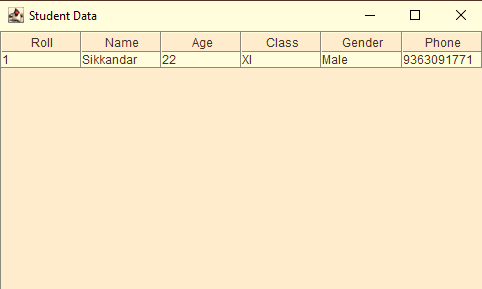 Student Data
Roll Name Age Class Gender Phone
1 Sikkandar 22 XI Male 9363091771